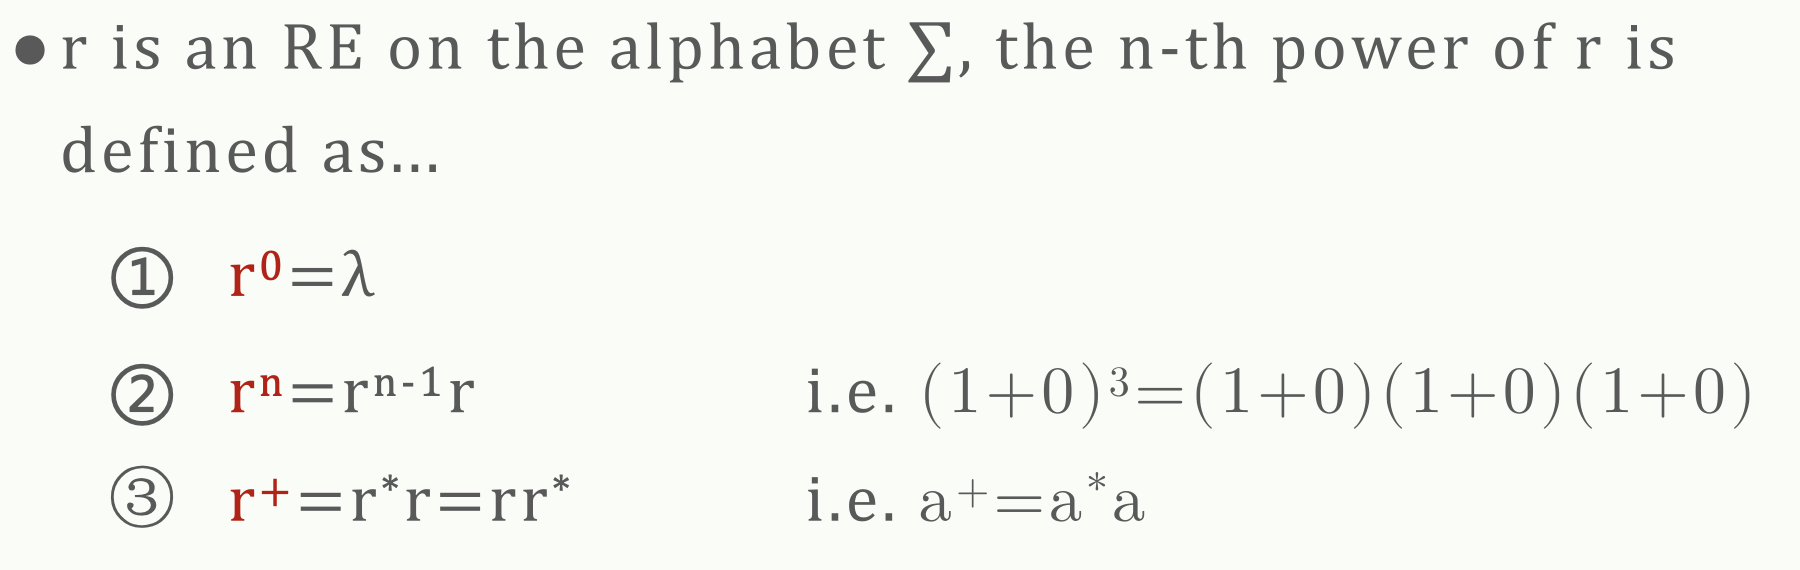 ● r is an RE on the alphabet ∑, the n-th power of r is
defined as…
① r⁰=λ
② rⁿ=rⁿ⁻¹r i.e. (1+0)³=(1+0)(1+0)(1+0)
③ r⁺=r*r=rr* i.e. a⁺=a*a